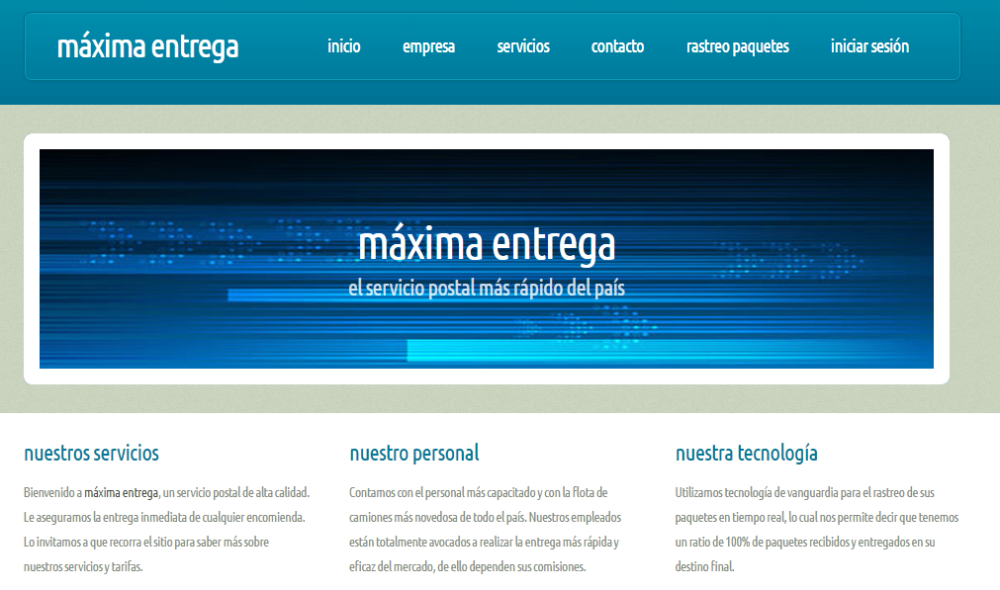 máxima entrega
inicio empresa servicios contacto rastreo paquetes iniciar sesión
máxima entrega
el servicio postal más rápido del país
nuestros servicios
Bienvenido a máxima entrega, un servicio postal de alta calidad.
Le aseguramos la entrega inmediata de cualquier encomienda.
Lo invitamos a que recorra el sitio para saber más sobre
nuestros servicios y tarifas.
nuestro personal
Contamos con el personal más capacitado y con la flota de
camiones más novedosa de todo el país. Nuestros empleados
están totalmente avocados a realizar la entrega más rápida y
eficaz del mercado, de ello dependen sus comisiones.
nuestra tecnología
Utilizamos tecnología de vanguardia para el rastreo de sus
paquetes en tiempo real, lo cual nos permite decir que tenemos
un ratio de 100% de paquetes recibidos y entregados en su
destino final.